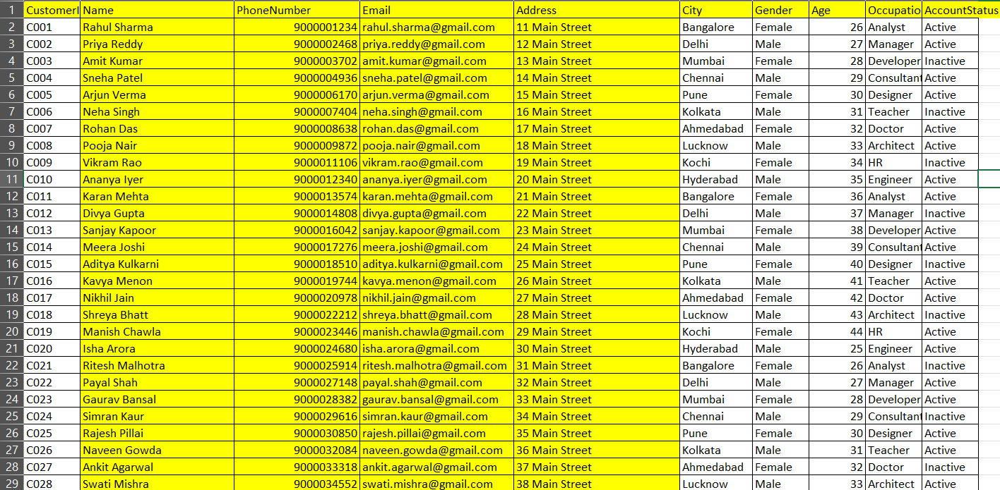 1 CustomerI Name PhoneNumber Email Address City Gender Age Occupatio AccountStatus
2 C001 Rahul Sharma 9000001234 rahul.sharma@gmail.com 11 Main Street Bangalore Female 26 Analyst Active
3 C002 Priya Reddy 9000002468 priya.reddy@gmail.com 12 Main Street Delhi Male 27 Manager Active
4 C003 Amit Kumar 9000003702 amit.kumar@gmail.com 13 Main Street Mumbai Female 28 Developer Inactive
5 C004 Sneha Patel 9000004936 sneha.patel@gmail.com 14 Main Street Chennai Male 29 Consultant Active
6 C005 Arjun Verma 9000006170 arjun.verma@gmail.com 15 Main Street Pune Female 30 Designer Active
7 C006 Neha Singh 9000007404 neha.singh@gmail.com 16 Main Street Kolkata Male 31 Teacher Inactive
8 C007 Rohan Das 9000008638 rohan.das@gmail.com 17 Main Street Ahmedabad Female 32 Doctor Active
9 C008 Pooja Nair 9000009872 pooja.nair@gmail.com 18 Main Street Lucknow Male 33 Architect Active
10 C009 Vikram Rao 9000011106 vikram.rao@gmail.com 19 Main Street Kochi Female 34 HR Inactive
11 C010 Ananya Iyer 9000012340 ananya.iyer@gmail.com 20 Main Street Hyderabad Male 35 Engineer Active
12 C011 Karan Mehta 9000013574 karan.mehta@gmail.com 21 Main Street Bangalore Female 36 Analyst Active
13 C012 Divya Gupta 9000014808 divya.gupta@gmail.com 22 Main Street Delhi Male 37 Manager Inactive
14 C013 Sanjay Kapoor 9000016042 sanjay.kapoor@gmail.com 23 Main Street Mumbai Female 38 Developer Active
15 C014 Meera Joshi 9000017276 meera.joshi@gmail.com 24 Main Street Chennai Male 39 Consultant Active
16 C015 Aditya Kulkarni 9000018510 aditya.kulkarni@gmail.com 25 Main Street Pune Female 40 Designer Inactive
17 C016 Kavya Menon 9000019744 kavya.menon@gmail.com 26 Main Street Kolkata Male 41 Teacher Active
18 C017 Nikhil Jain 9000020978 nikhil.jain@gmail.com 27 Main Street Ahmedabad Female 42 Doctor Active
19 C018 Shreya Bhatt 9000022212 shreya.bhatt@gmail.com 28 Main Street Lucknow Male 43 Architect Inactive
20 C019 Manish Chawla 9000023446 manish.chawla@gmail.com 29 Main Street Kochi Female 44 HR Active
21 C020 Isha Arora 9000024680 isha.arora@gmail.com 30 Main Street Hyderabad Male 25 Engineer Active
22 C021 Ritesh Malhotra 9000025914 ritesh.malhotra@gmail.com 31 Main Street Bangalore Female 26 Analyst Inactive
23 C022 Payal Shah 9000027148 payal.shah@gmail.com 32 Main Street Delhi Male 27 Manager Active
24 C023 Gaurav Bansal 9000028382 gaurav.bansal@gmail.com 33 Main Street Mumbai Female 28 Developer Active
25 C024 Simran Kaur 9000029616 simran.kaur@gmail.com 34 Main Street Chennai Male 29 Consultant Inactive
26 C025 Rajesh Pillai 9000030850 rajesh.pillai@gmail.com 35 Main Street Pune Female 30 Designer Active
27 C026 Naveen Gowda 9000032084 naveen.gowda@gmail.com 36 Main Street Kolkata Male 31 Teacher Active
28 C027 Ankit Agarwal 9000033318 ankit.agarwal@gmail.com 37 Main Street Ahmedabad Female 32 Doctor Inactive
29 C028 Swati Mishra 9000034552 swati.mishra@gmail.com 38 Main Street Lucknow Male 33 Architect Active